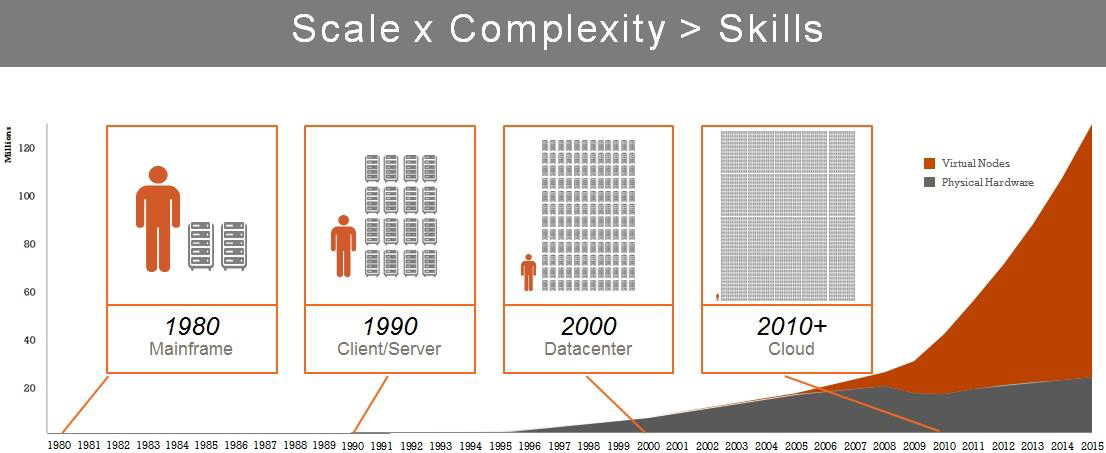 Scale x Complexity > Skills
Millions
120
100
80
60
40
20
1980
Mainframe
1990
Client/Server
2000
Datacenter
2010+
Cloud
Virtual Nodes
Physical Hardware
1980 1981 1982 1983 1984 1985 1986 1987 1988 1989 1990 1991 1992 1993 1994 1995 1996 1997 1998 1999 2000 2001 2002 2003 2004 2005 2006 2007 2008 2009 2010 2011 2012 2013 2014 2015